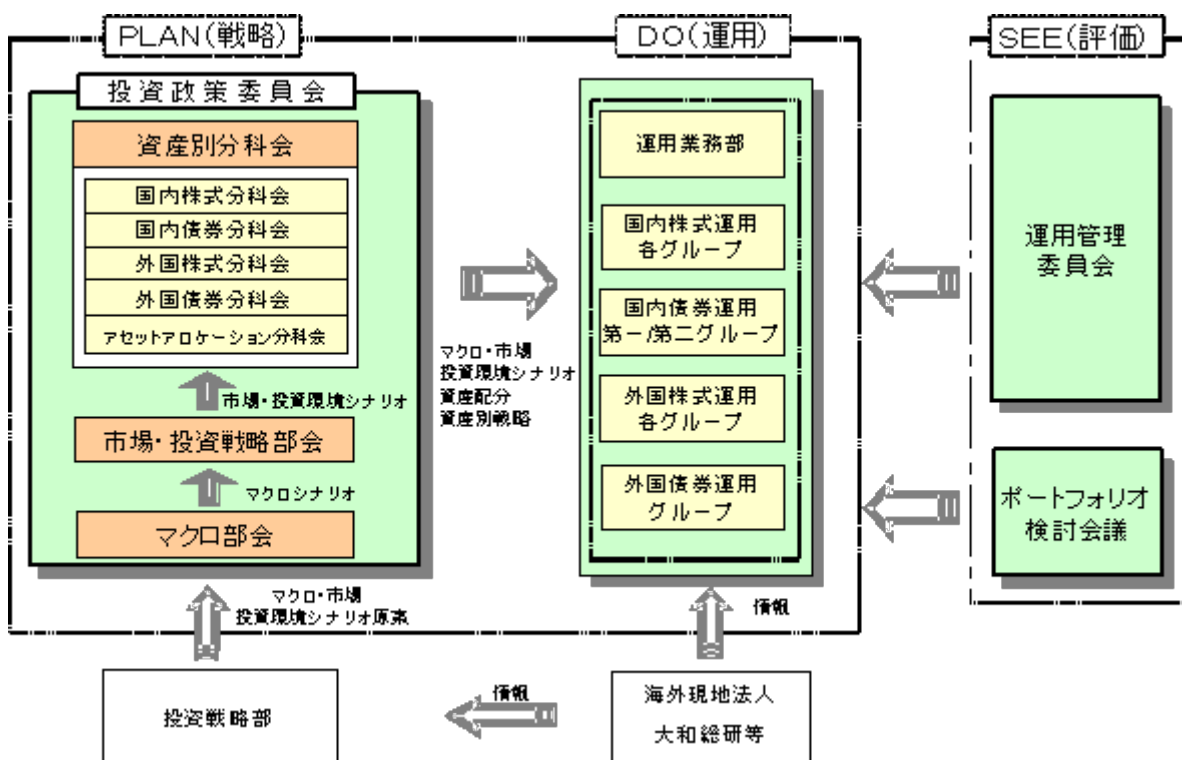 PLAN(戦略)
投資政策委員会
資産別分科会
国内株式分科会
国内債券分科会
外国株式分科会
外国債券分科会
アセットアロケーション分科会
市場・投資環境シナリオ
市場・投資戦略部会
マクロシナリオ
マクロ部会
マクロ・市場
投資環境シナリオ原案
投資戦略部
マクロ・市場
投資環境シナリオ
資産配分
資産別戦略
DO(運用)
運用業務部
国内株式運用
各グループ
国内債券運用
第一/第二グループ
外国株式運用
各グループ
外国債券運用
グループ
情報
情報
海外現地法人
大和総研等
SEE(評価)
運用管理
委員会
ポートフォリオ
検討会議